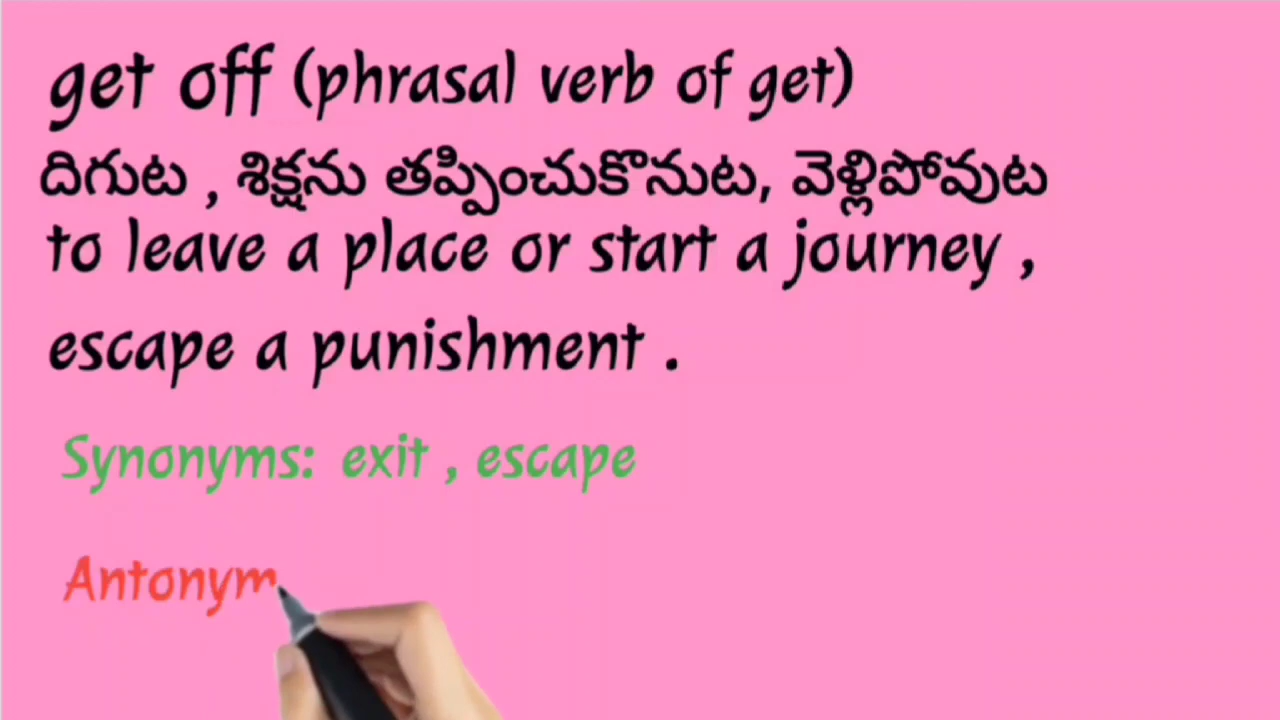 get off (phrasal verb of get)
దిగుట , శిక్షను తప్పించుకొనుట, వెళ్లిపోవుట
to leave a place or start a journey ,
escape a punishment .
Synonyms: exit , escape
Antonym